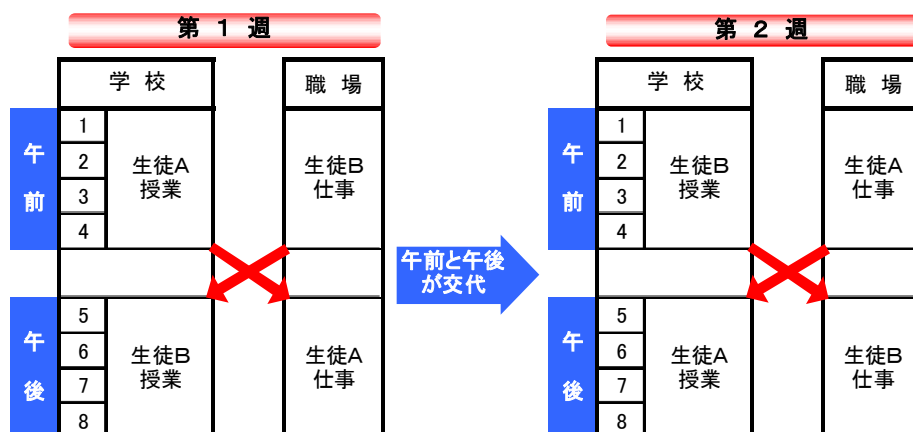 第 1 週
学 校
職 場
午前
1
2
3
4
生徒A
授業
生徒B
仕事
午後
5
6
7
8
生徒B
授業
生徒A
仕事
午前と午後
が交代
第 2 週
学 校
職 場
午前
1
2
3
4
生徒B
授業
生徒A
仕事
午後
5
6
7
8
生徒A
授業
生徒B
仕事